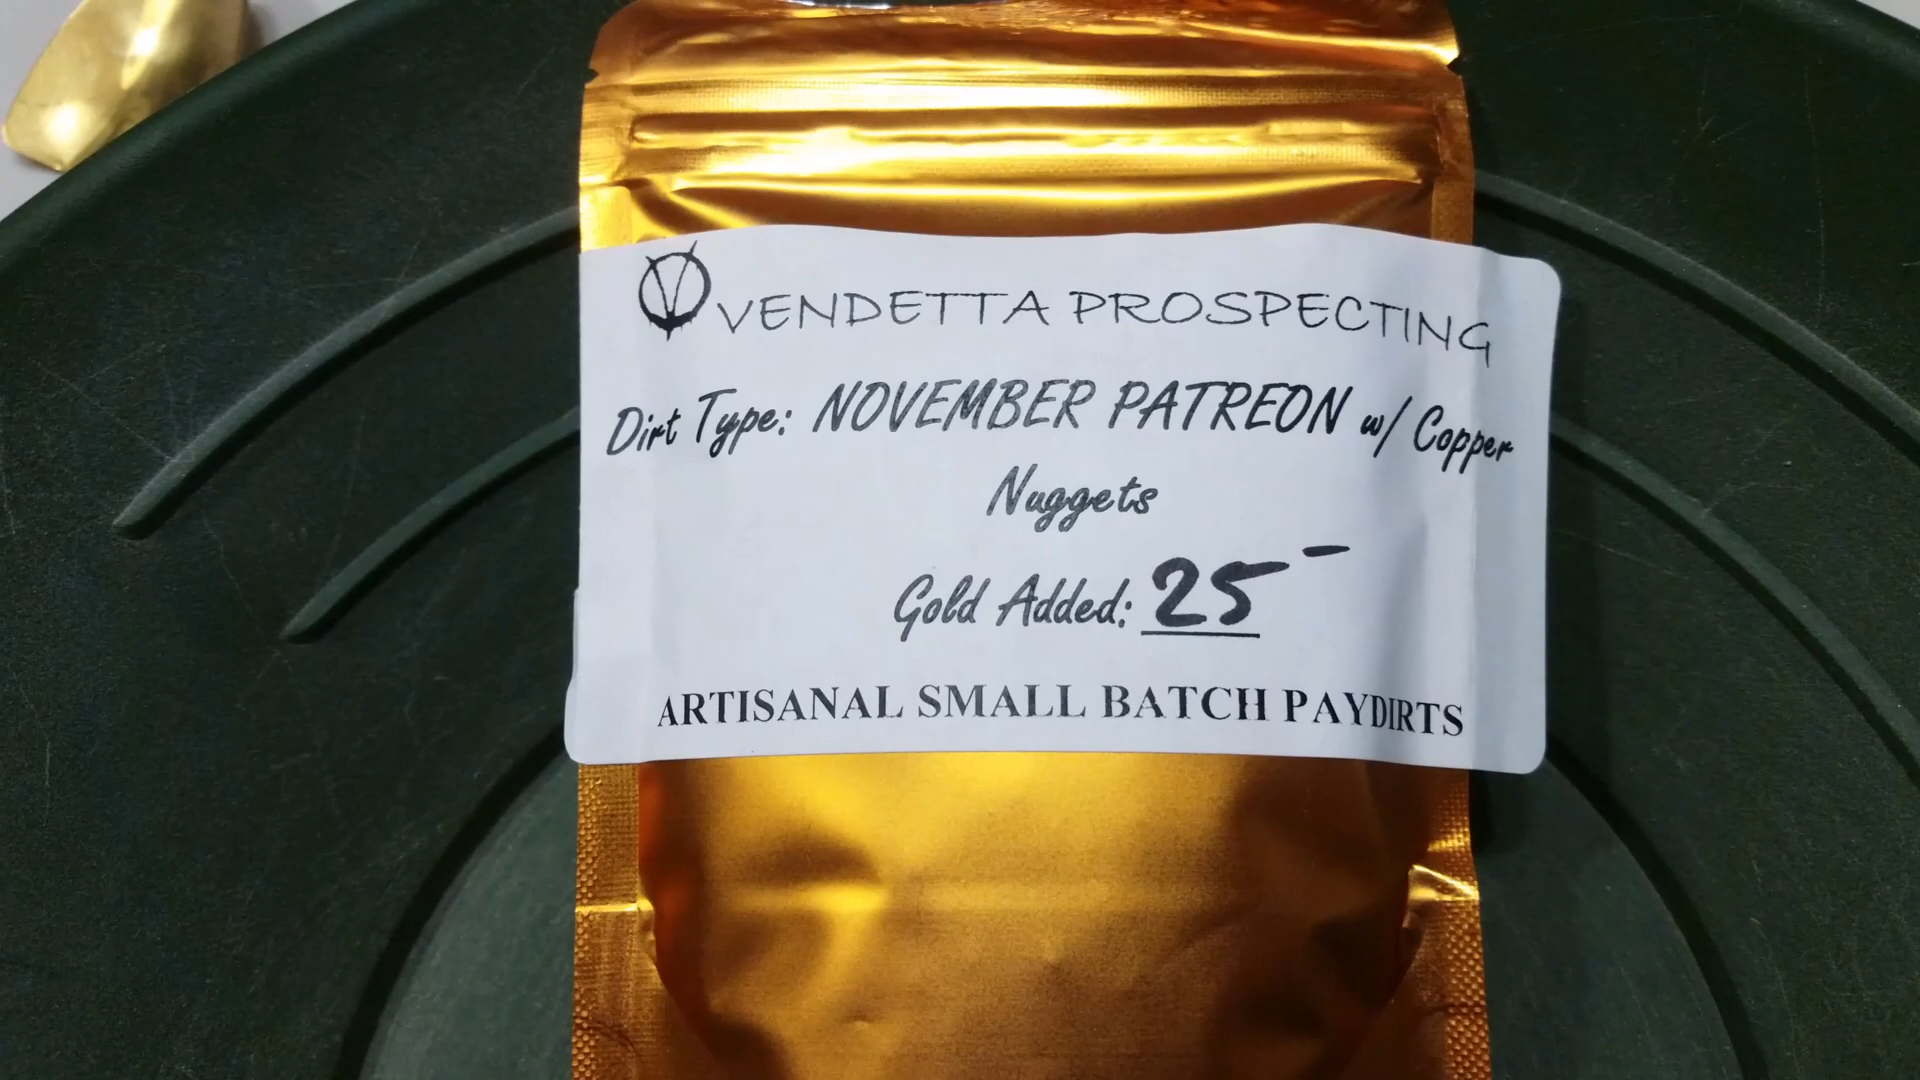 VENDETTA PROSPECTING
Dirt Type: NOVEMBER PATREON w/ Copper
Nuggets
Gold Added: 25-
ARTISANAL SMALL BATCH PAYDIRTS